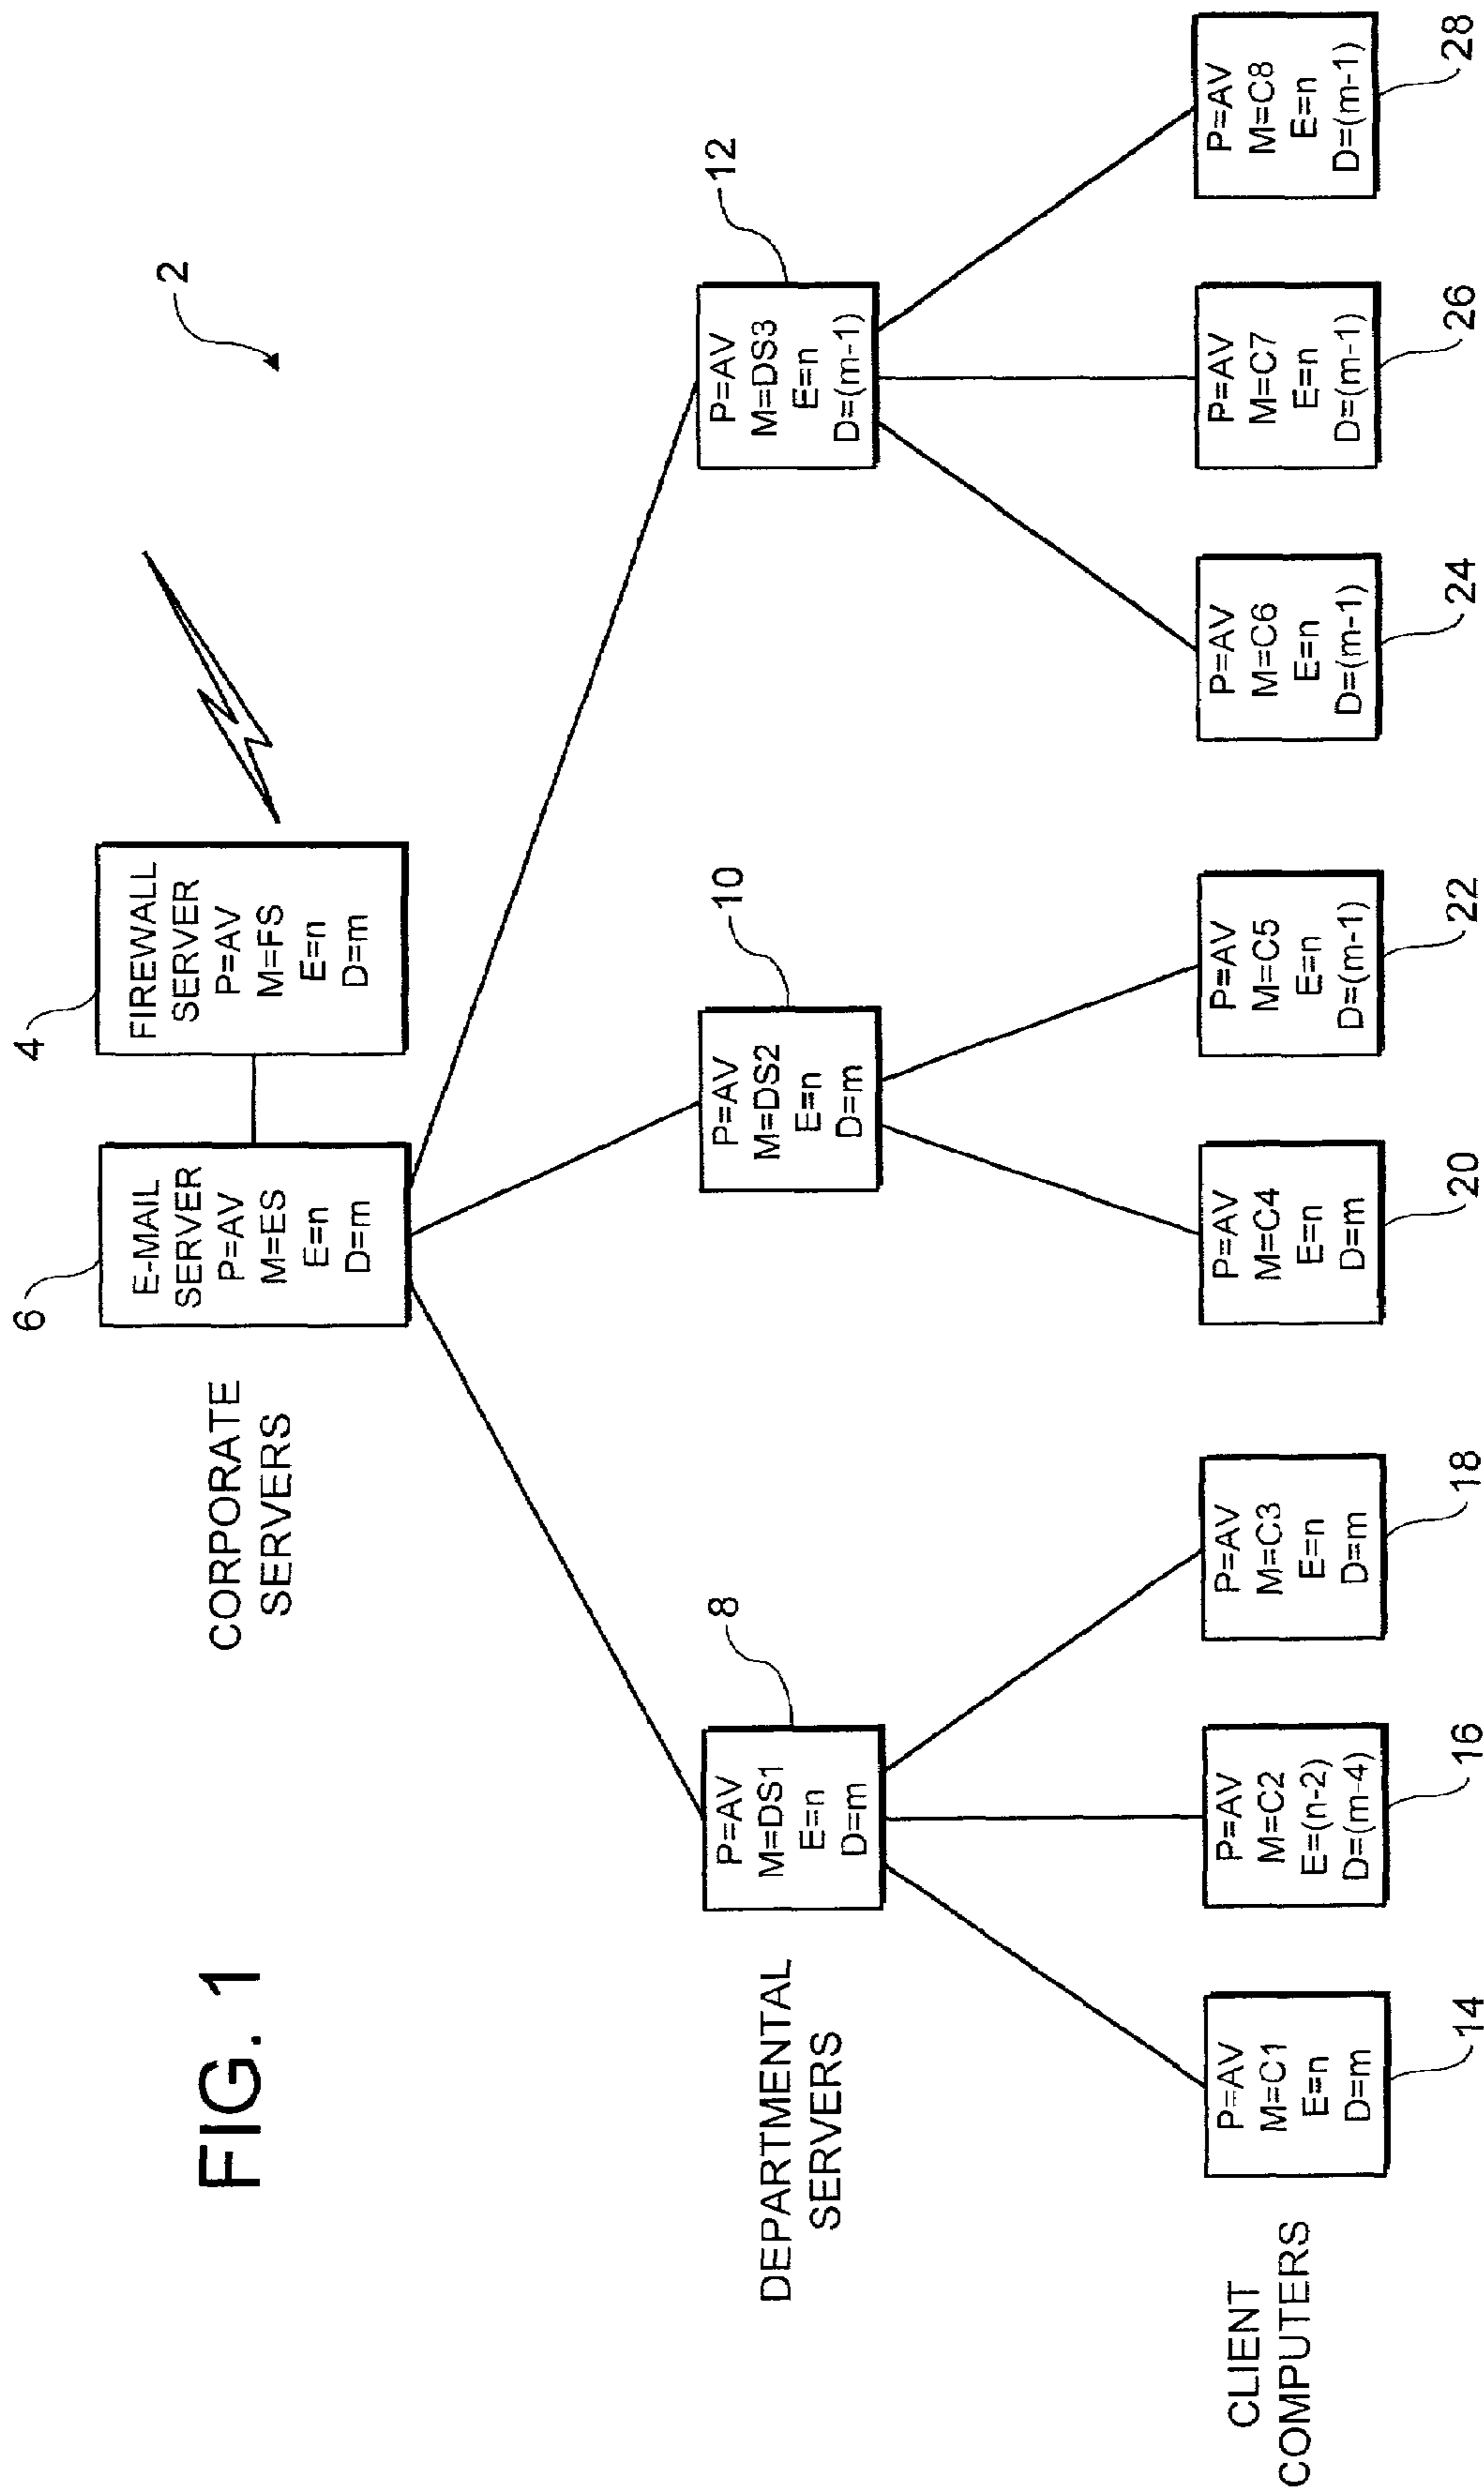 FIG. 1
2
CORPORATE
SERVERS
6
E-MAIL
SERVER
P=AV
M=ES
E=n
D=m
4
FIREWALL
SERVER
P=AV
M=FS
E=n
D=m
DEPARTMENTAL
SERVERS
8
P=AV
M=DS1
E=n
D=m
10
P=AV
M=DS2
E=n
D=m
12
P=AV
M=DS3
E=n
D=(m-1)
CLIENT
COMPUTERS
P=AV
M=C1
E=n
D=m
14
P=AV
M=C2
E=(n-2)
D=(m-4)
16
P=AV
M=C3
E=n
D=m
18
P=AV
M=C4
E=n
D=m
20
P=AV
M=C5
E=n
D=(m-1)
22
P=AV
M=C6
E=n
D=(m-1)
24
P=AV
M=C7
E=n
D=(m-1)
26
P=AV
M=C8
E=n
D=(m-1)
28